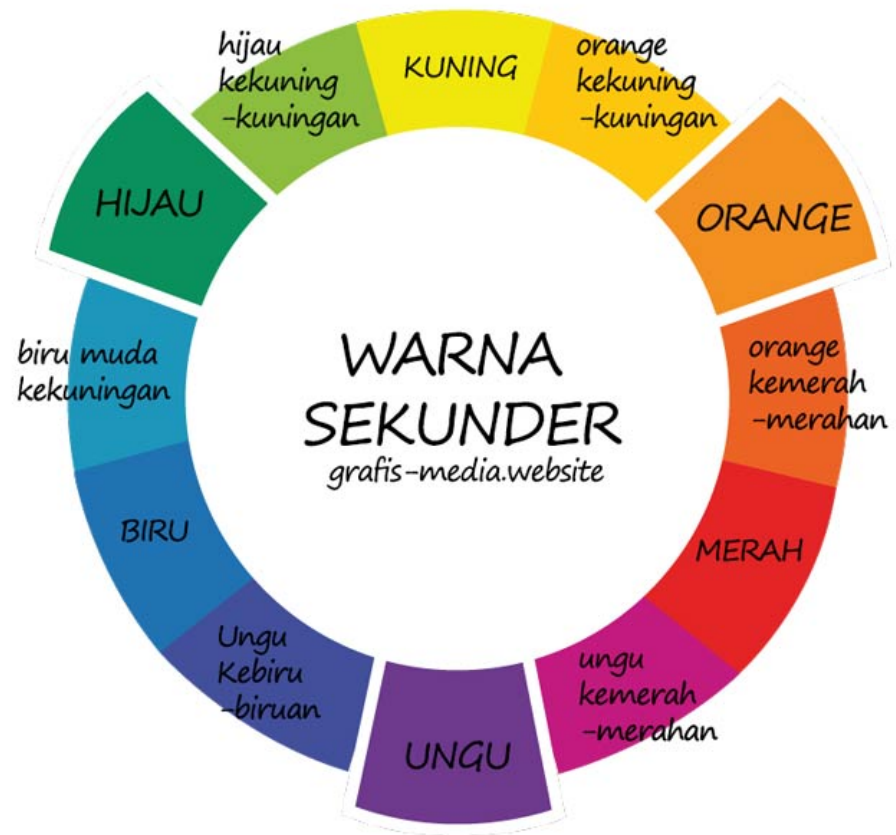 KUNING
orange
kekuning
-kuningan
ORANGE
orange
kemerah
-merahan
MERAH
ungu
kemerah
-merahan
UNGU
Ungu
Kebiru
-biruan
BIRU
biru muda
kekuningan
HIJAU
hijau
kekuning
-kuningan
WARNA
SEKUNDER
grafis-media.website